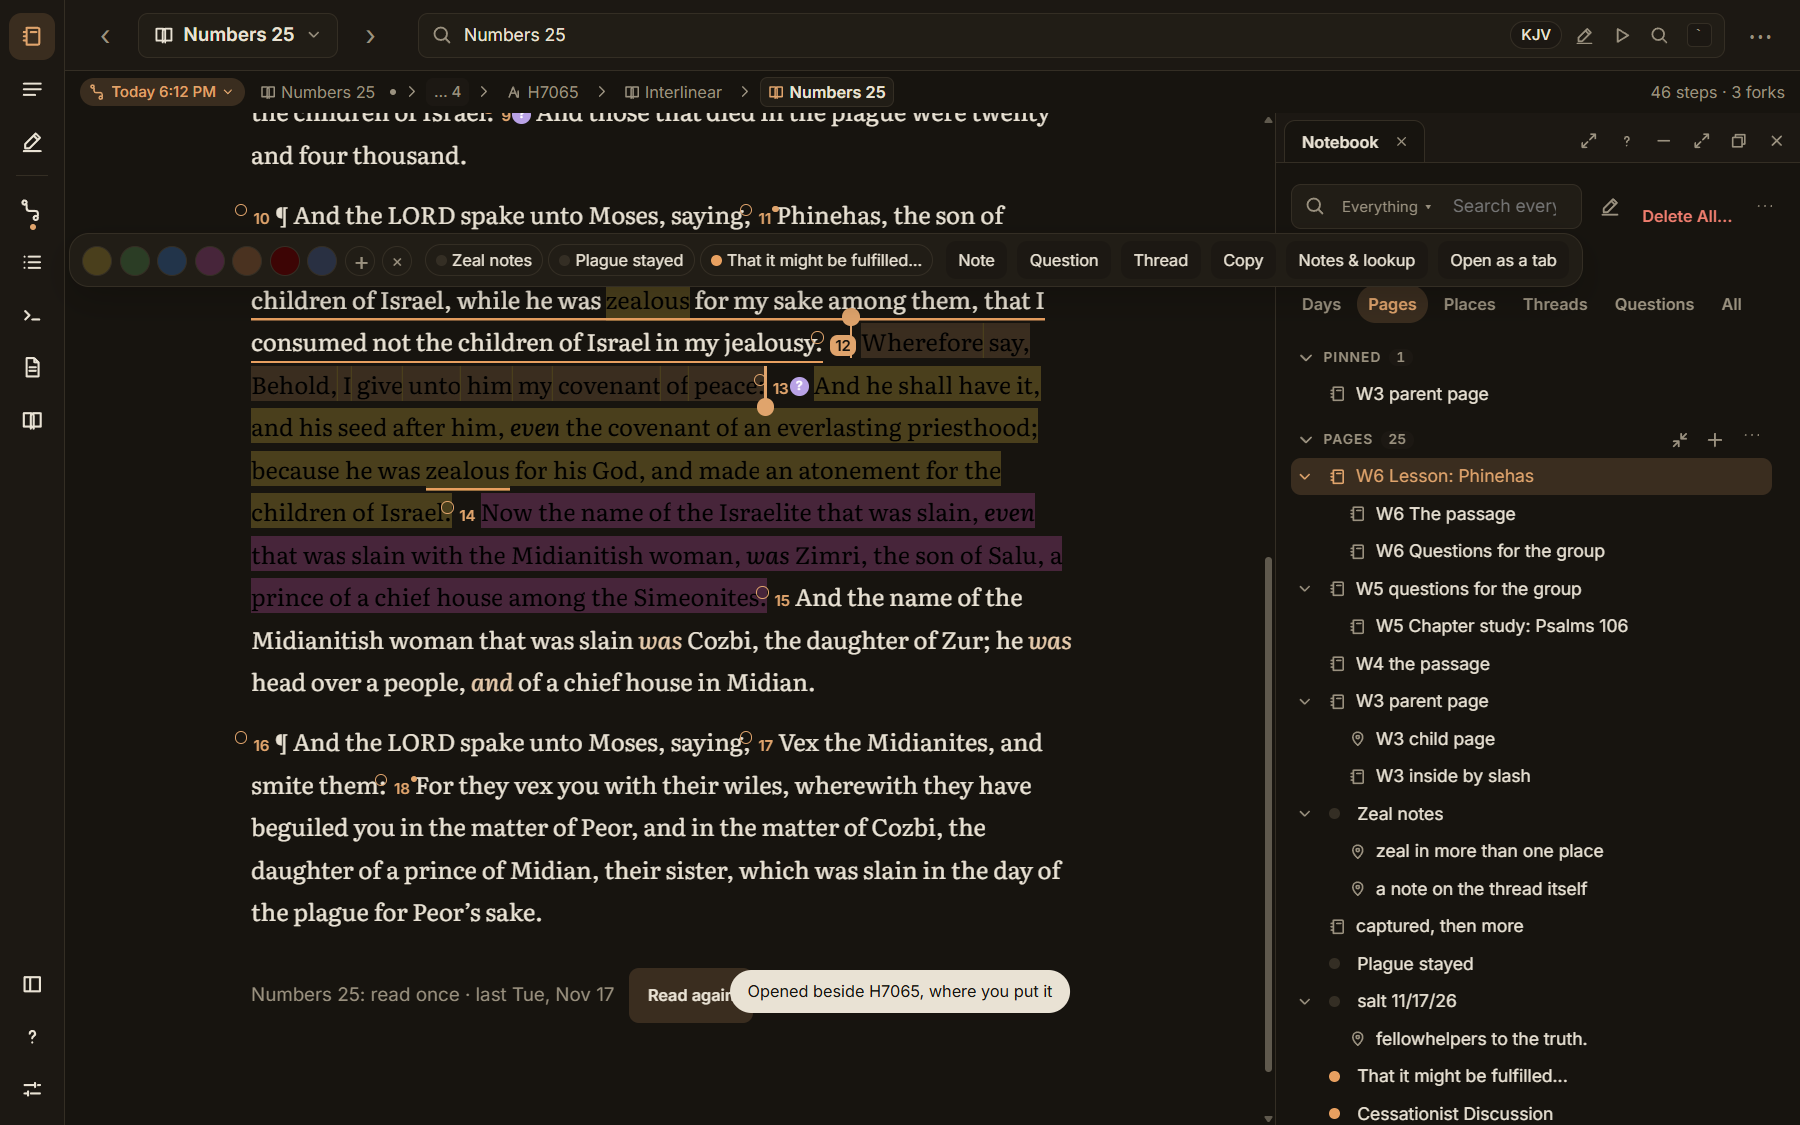 Numbers 25
Numbers 25
KJV
Today 6:12 PM
Numbers 25
... 4
H7065
Interlinear
Numbers 25
46 steps · 3 forks
the children of Israel. 9 ? And those that died in the plague were twenty
and four thousand.
10 ¶ And the LORD spake unto Moses, saying, 11 Phinehas, the son of
Zeal notes
Plague stayed
That it might be fulfilled...
Note
Question
Thread
Copy
Notes & lookup
Open as a tab
children of Israel, while he was zealous for my sake among them, that I
consumed not the children of Israel in my jealousy. 12 Wherefore say,
Behold, I give unto him my covenant of peace: 13 ? And he shall have it,
and his seed after him, even the covenant of an everlasting priesthood;
because he was zealous for his God, and made an atonement for the
children of Israel. 14 Now the name of the Israelite that was slain, even
that was slain with the Midianitish woman, was Zimri, the son of Salu, a
prince of a chief house among the Simeonites. 15 And the name of the
Midianitish woman that was slain was Cozbi, the daughter of Zur; he was
head over a people, and of a chief house in Midian.
16 ¶ And the LORD spake unto Moses, saying, 17 Vex the Midianites, and
smite them: 18 For they vex you with their wiles, wherewith they have
beguiled you in the matter of Peor, and in the matter of Cozbi, the
daughter of a prince of Midian, their sister, which was slain in the day of
the plague for Peor's sake.
Numbers 25: read once · last Tue, Nov 17
Read again
Opened beside H7065, where you put it
Notebook
?
Everything
Search every
Delete All...
Days
Pages
Places
Threads
Questions
All
PINNED 1
W3 parent page
PAGES 25
W6 Lesson: Phinehas
W6 The passage
W6 Questions for the group
W5 questions for the group
W5 Chapter study: Psalms 106
W4 the passage
W3 parent page
W3 child page
W3 inside by slash
Zeal notes
zeal in more than one place
a note on the thread itself
captured, then more
Plague stayed
salt 11/17/26
fellowhelpers to the truth.
That it might be fulfilled...
Cessationist Discussion
?